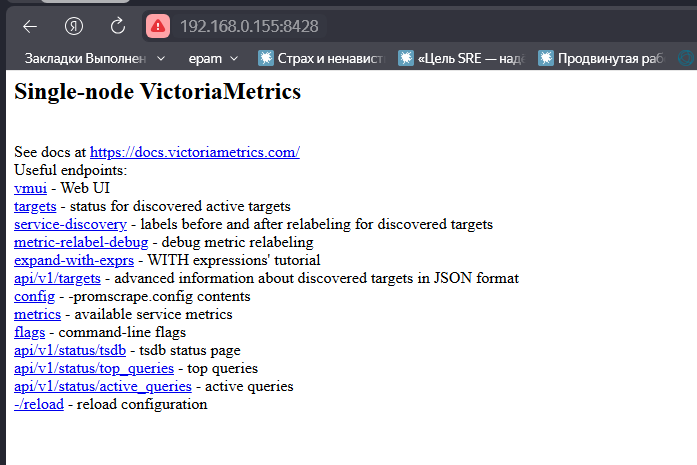 192.168.0.155:8428
Закладки Выполнен epam Страх и ненавист «Цель SRE — надё Продвинутая раб
Single-node VictoriaMetrics
See docs at https://docs.victoriametrics.com/
Useful endpoints:
vmui - Web UI
targets - status for discovered active targets
service-discovery - labels before and after relabeling for discovered targets
metric-relabel-debug - debug metric relabeling
expand-with-exprs - WITH expressions' tutorial
api/v1/targets - advanced information about discovered targets in JSON format
config - -promscrape.config contents
metrics - available service metrics
flags - command-line flags
api/v1/status/tsdb - tsdb status page
api/v1/status/top_queries - top queries
api/v1/status/active_queries - active queries
-/reload - reload configuration